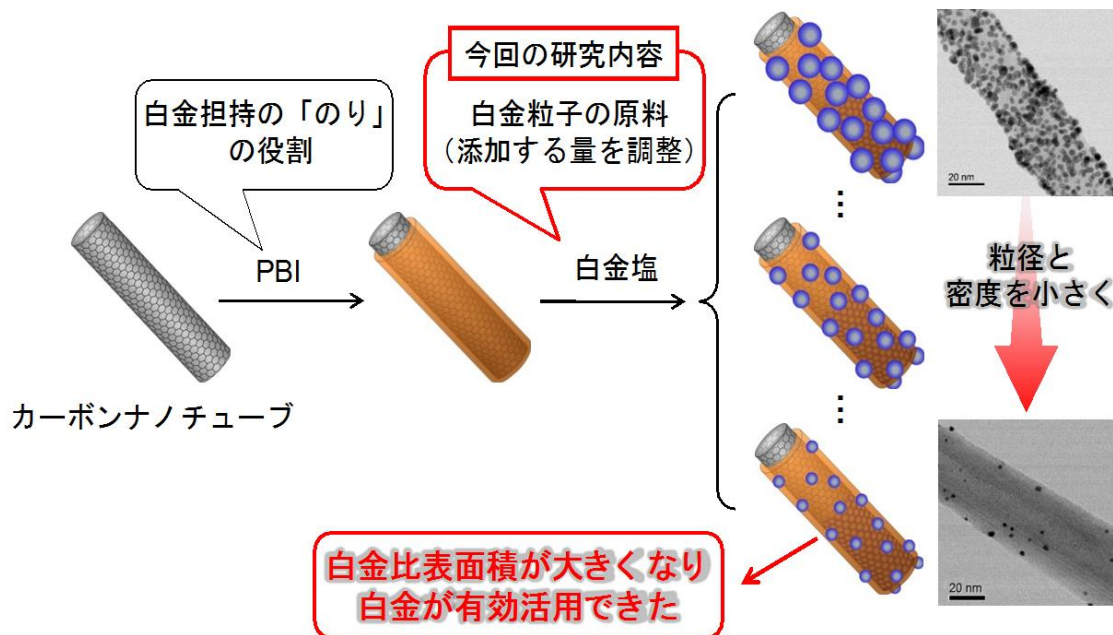 今回の研究内容
白金担持の「のり」
の役割
白金粒子の原料
（添加する量を調整）
PBI
白金塩
カーボンナノチューブ
20 nm
粒径と
密度を小さく
⋮
⋮
20 nm
白金比表面積が大きくなり
白金が有効活用できた